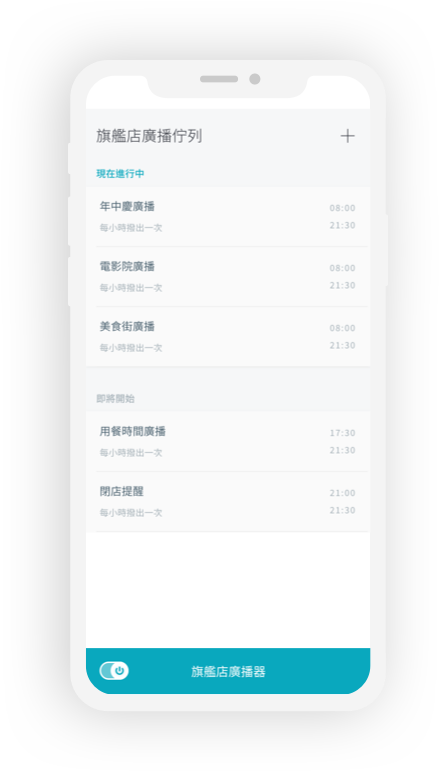 旗艦店廣播佇列
現在進行中
年中慶廣播 08:00
每小時撥出一次 21:30
電影院廣播 08:00
每小時撥出一次 21:30
美食街廣播 08:00
每小時撥出一次 21:30
即將開始
用餐時間廣播 17:30
每小時撥出一次 21:30
閉店提醒 21:00
每小時撥出一次 21:30
旗艦店廣播器